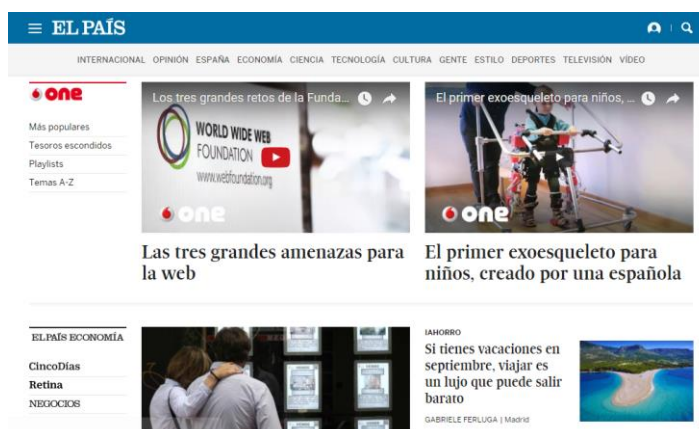 EL PAÍS
INTERNACIONAL OPINIÓN ESPAÑA ECONOMÍA CIENCIA TECNOLOGÍA CULTURA GENTE ESTILO DEPORTES TELEVISIÓN VÍDEO
one
Más populares
Tesoros escondidos
Playlists
Temas A-Z
Los tres grandes retos de la Funda...
WORLD WIDE WEB
FOUNDATION
www.webfoundation.org
one
Las tres grandes amenazas para
la web
El primer exoesqueleto para niños, ...
one
El primer exoesqueleto para
niños, creado por una española
EL PAÍS ECONOMÍA
CincoDías
Retina
NEGOCIOS
IAHORRO
Si tienes vacaciones en
septiembre, viajar es
un lujo que puede salir
barato
GABRIELE FERLUGA | Madrid